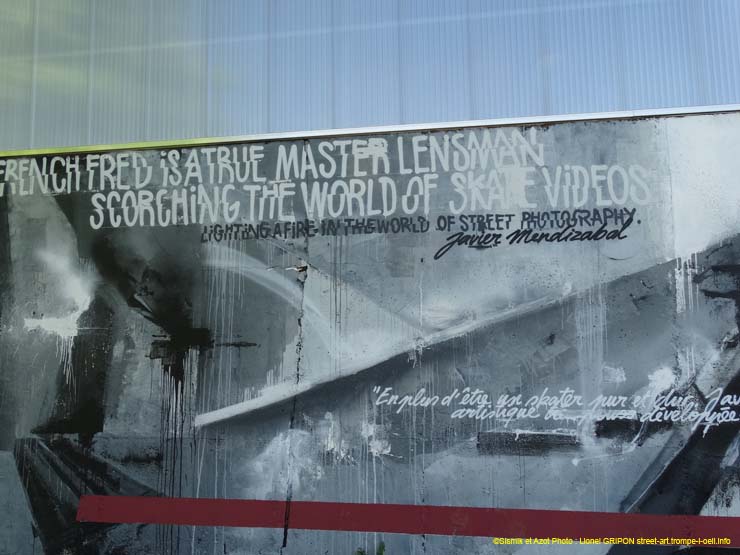 FRENCH FRED iS A TRUE MASTER LENSMAN
SCORCHiNG THE WORLD OF SKATE ViDEOS
LIGHTING A FIRE IN THE WORLD OF STREET PHOTOGRAPHY.
Javier Mendizabal
"En plus d'être un skater pur et dur, Jav
artistique développée
©Sismik et Azot Photo : Lionel GRIPON street-art.trompe-l-oeil.info